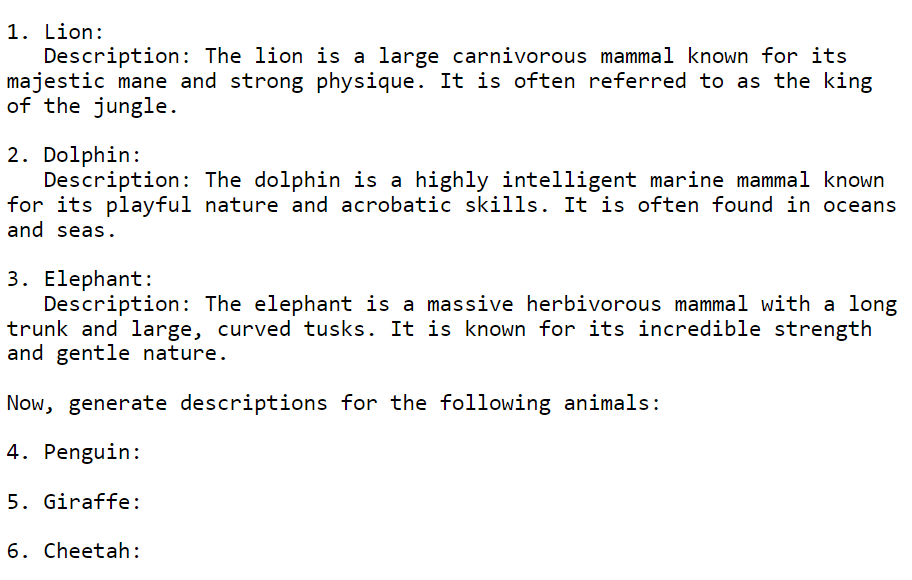 1. Lion:
Description: The lion is a large carnivorous mammal known for its
majestic mane and strong physique. It is often referred to as the king
of the jungle.
2. Dolphin:
Description: The dolphin is a highly intelligent marine mammal known
for its playful nature and acrobatic skills. It is often found in oceans
and seas.
3. Elephant:
Description: The elephant is a massive herbivorous mammal with a long
trunk and large, curved tusks. It is known for its incredible strength
and gentle nature.
Now, generate descriptions for the following animals:
4. Penguin:
5. Giraffe:
6. Cheetah: